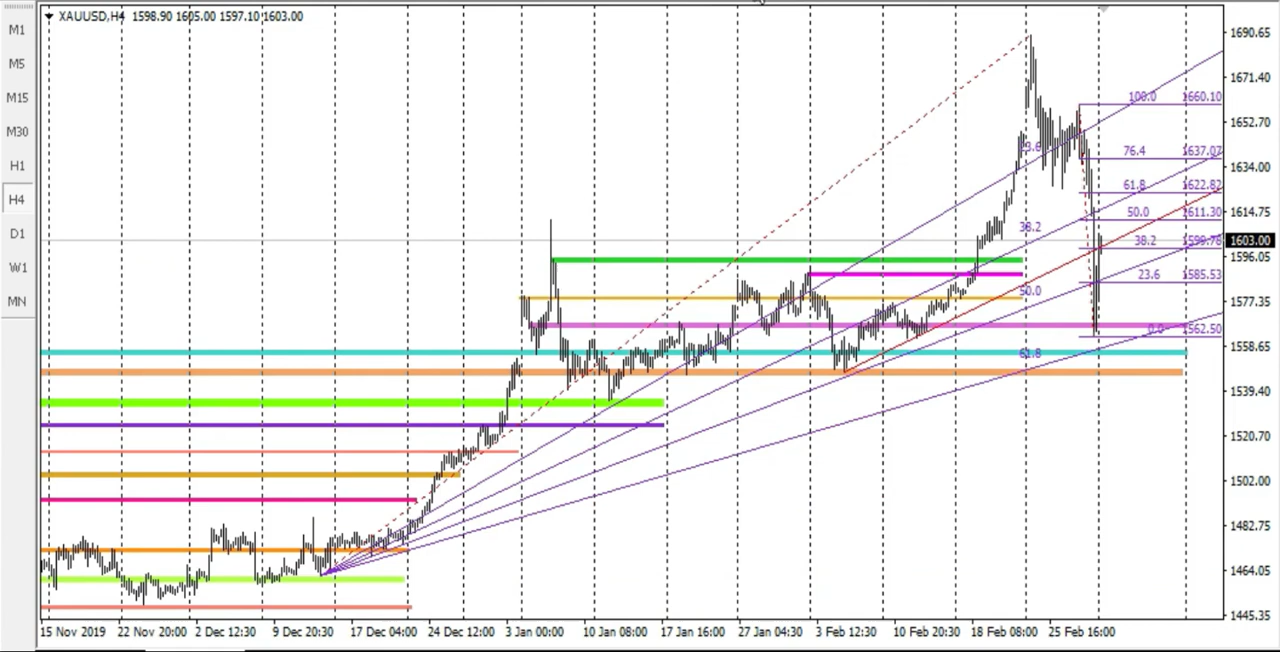 XAUUSD,H4 1598.90 1605.00 1597.10 1603.00
M1
M5
M15
M30
H1
H4
D1
W1
MN
1690.65
1671.40
1652.70
1634.00
1614.75
1603.00
1596.05
1577.35
1558.65
1539.40
1520.70
1502.00
1482.75
1464.05
1445.35
100.0 1660.10
76.4 1637.07
61.8 1622.82
50.0 1611.30
38.2 1599.78
23.6 1585.53
0.0 1562.50
23.6
38.2
50.0
61.8
15 Nov 2019 22 Nov 20:00 2 Dec 12:30 9 Dec 20:30 17 Dec 04:00 24 Dec 12:00 3 Jan 00:00 10 Jan 08:00 17 Jan 16:00 27 Jan 04:30 3 Feb 12:30 10 Feb 20:30 18 Feb 08:00 25 Feb 16:00